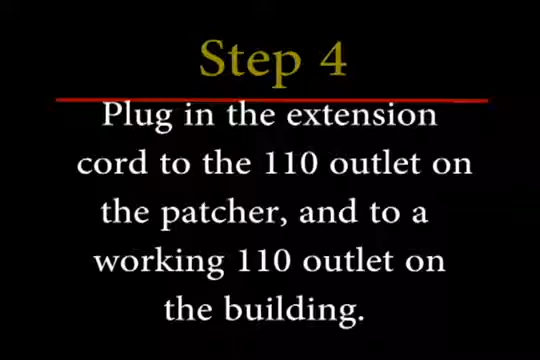 Step 4
Plug in the extension
cord to the 110 outlet on
the patcher, and to a
working 110 outlet on
the building.